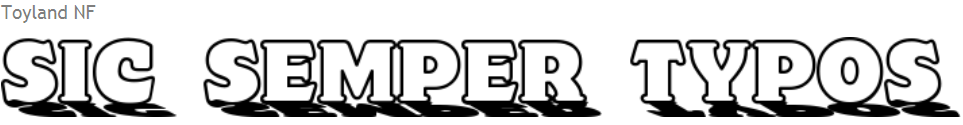 Toyland NF
SIC SEMPER TYPOS